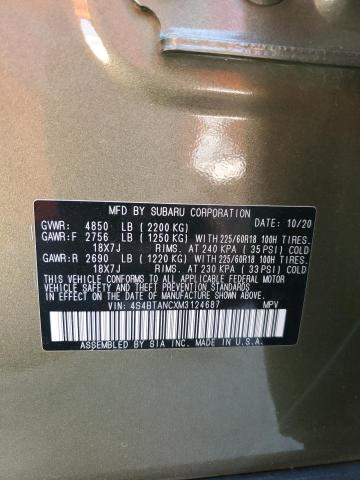 MFD BY SUBARU CORPORATION DATE: 10/20
GVWR: 4850 LB (2200 KG)
GAWR:F 2756 LB (1250 KG) WITH 225/60R18 100H TIRES.
18X7J RIMS. AT 240 KPA (35 PSI) COLD
GAWR:R 2690 LB (1220 KG) WITH 225/60R18 100H TIRES.
18X7J RIMS. AT 230 KPA (33 PSI) COLD
THIS VEHICLE CONFORMS TO ALL APPLICABLE FEDERAL
MOTOR VEHICLE SAFETY AND THEFT PREVENTION STANDARDS
IN EFFECT ON THE DATE OF MANUFACTURE SHOWN ABOVE.
VIN: 4S4BTANCXM3124687 MPV
ASSEMBLED BY SIA INC. MADE IN U.S.A.